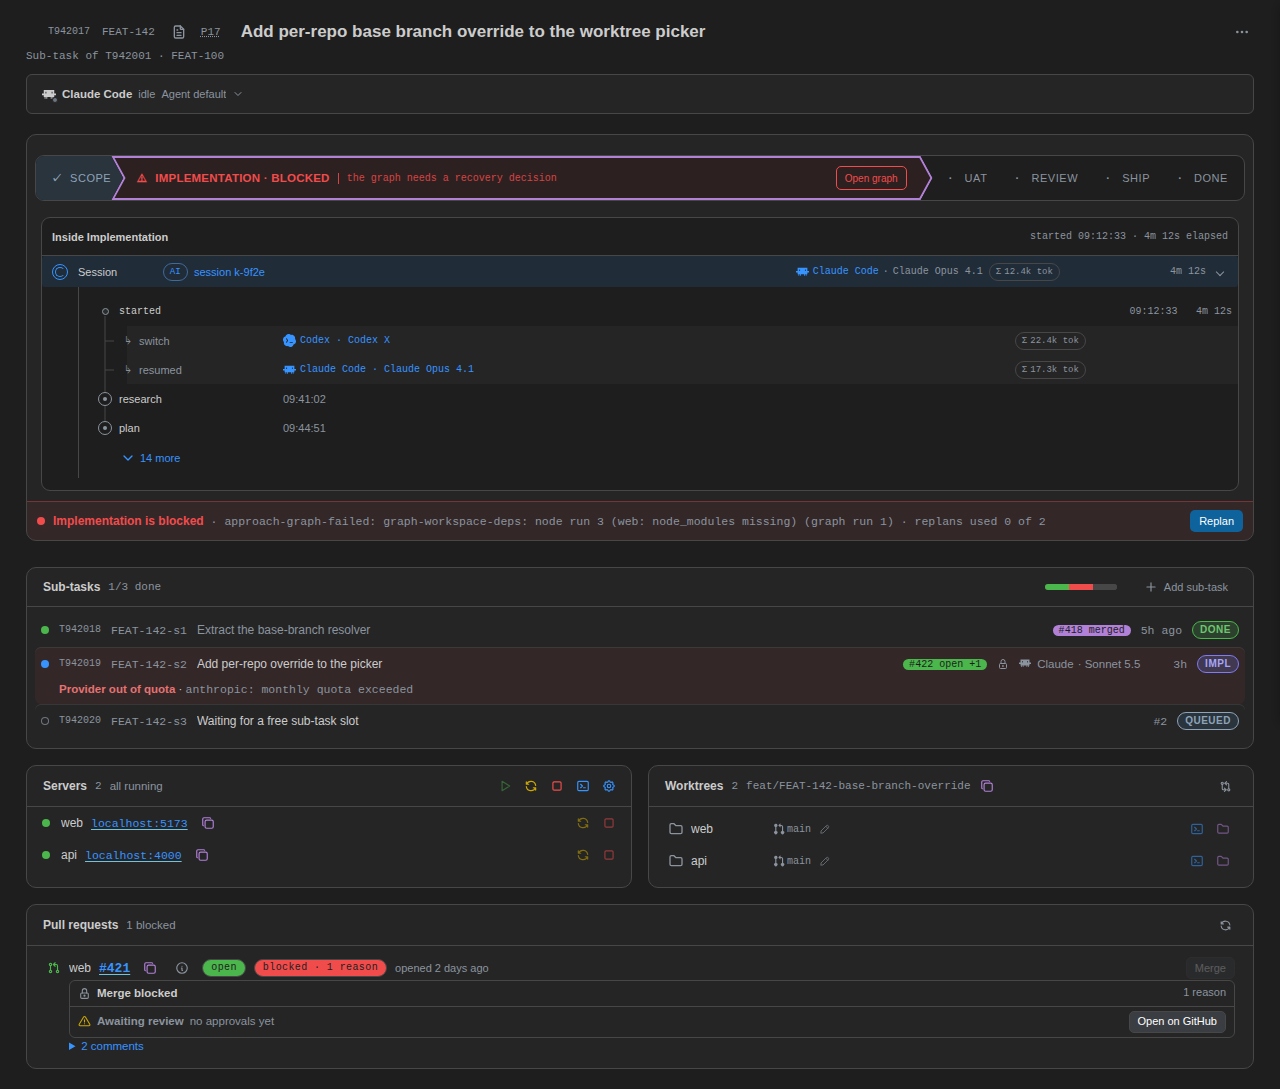 T942017 FEAT-142 P17 Add per-repo base branch override to the worktree picker
Sub-task of T942001 · FEAT-100
Claude Code idle Agent default
SCOPE IMPLEMENTATION · BLOCKED the graph needs a recovery decision Open graph · UAT · REVIEW · SHIP · DONE
Inside Implementation started 09:12:33 · 4m 12s elapsed
Session AI session k-9f2e Claude Code · Claude Opus 4.1 Σ 12.4k tok 4m 12s
started 09:12:33 4m 12s
↳ switch Codex · Codex X Σ 22.4k tok
↳ resumed Claude Code · Claude Opus 4.1 Σ 17.3k tok
research 09:41:02
plan 09:44:51
14 more
Implementation is blocked · approach-graph-failed: graph-workspace-deps: node run 3 (web: node_modules missing) (graph run 1) · replans used 0 of 2 Replan
Sub-tasks 1/3 done Add sub-task
T942018 FEAT-142-s1 Extract the base-branch resolver #418 merged 5h ago DONE
T942019 FEAT-142-s2 Add per-repo override to the picker #422 open +1 Claude · Sonnet 5.5 3h IMPL
Provider out of quota · anthropic: monthly quota exceeded
T942020 FEAT-142-s3 Waiting for a free sub-task slot #2 QUEUED
Servers 2 all running
web localhost:5173
api localhost:4000
Worktrees 2 feat/FEAT-142-base-branch-override
web main
api main
Pull requests 1 blocked
web #421 open blocked · 1 reason opened 2 days ago Merge
Merge blocked 1 reason
Awaiting review no approvals yet Open on GitHub
2 comments